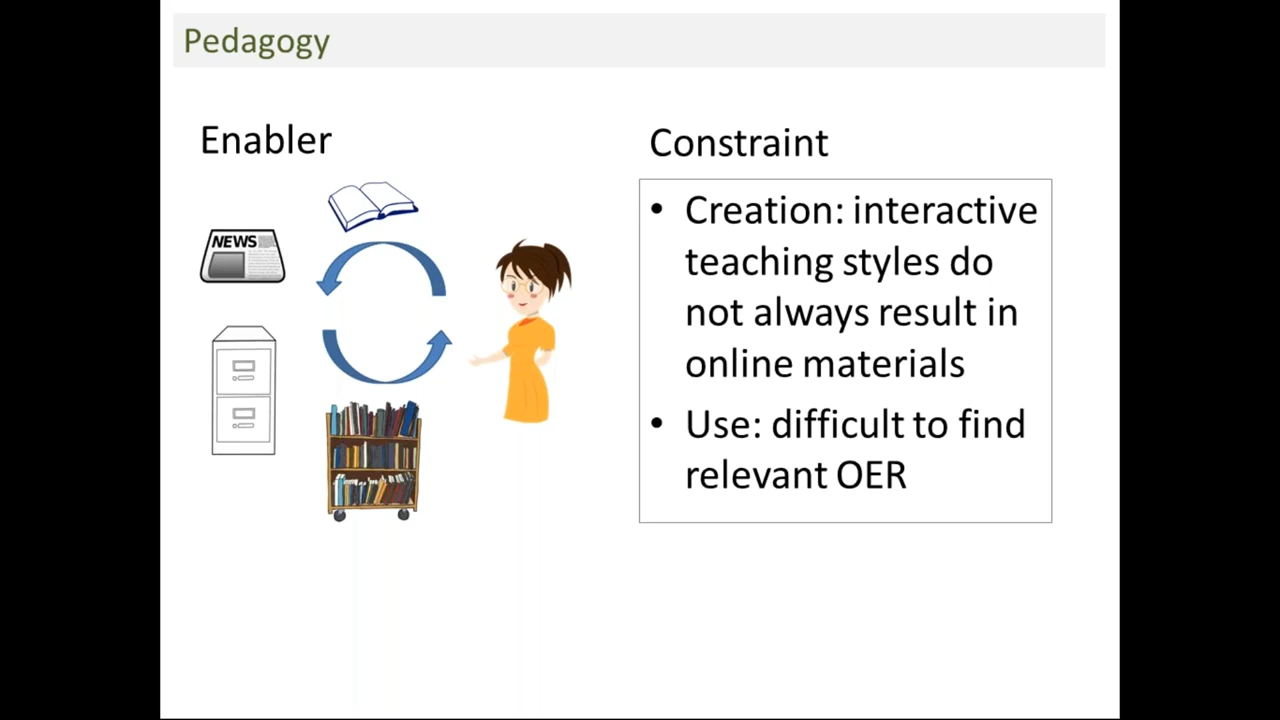 Pedagogy
Enabler
NEWS
Constraint
• Creation: interactive
teaching styles do
not always result in
online materials
• Use: difficult to find
relevant OER